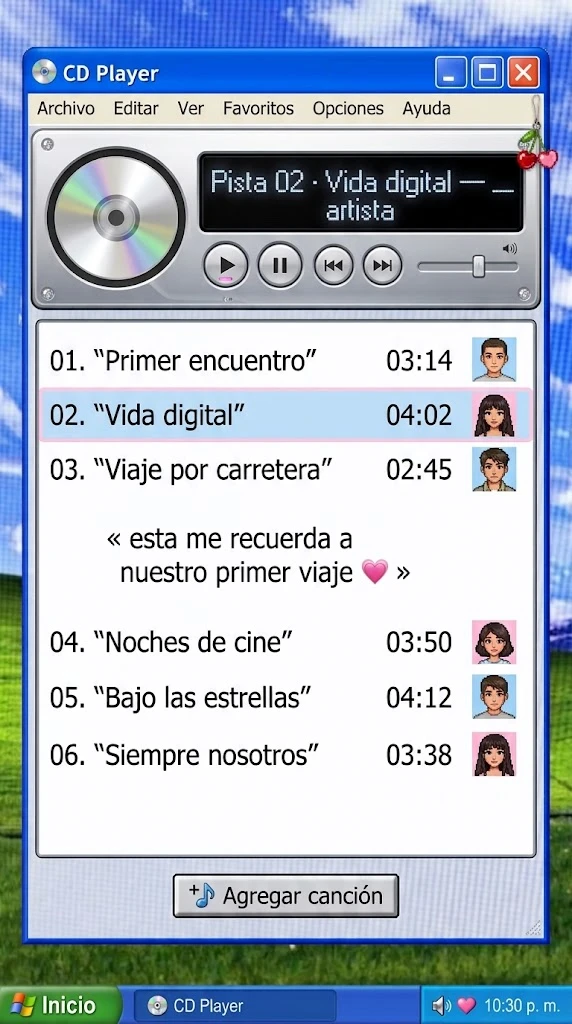 CD Player
Archivo Editar Ver Favoritos Opciones Ayuda
Pista 02 · Vida digital — __
artista
01. “Primer encuentro” 03:14
02. “Vida digital” 04:02
03. “Viaje por carretera” 02:45
« esta me recuerda a
nuestro primer viaje 💗 »
04. “Noches de cine” 03:50
05. “Bajo las estrellas” 04:12
06. “Siempre nosotros” 03:38
Agregar canción
Inicio CD Player 10:30 p. m.